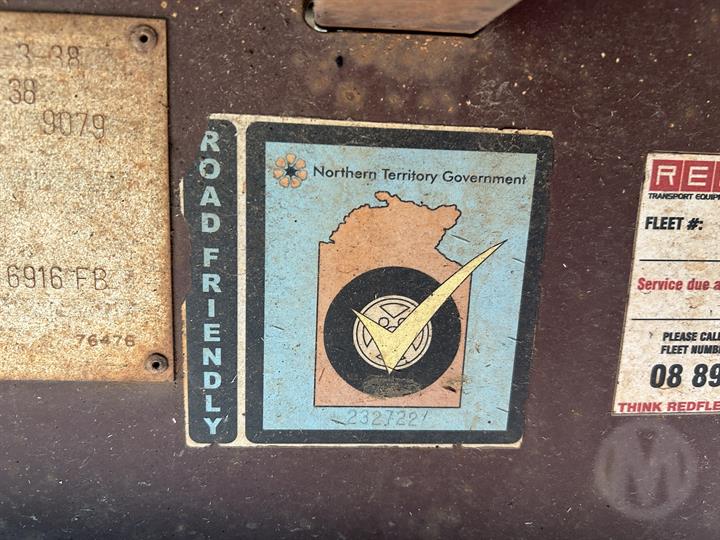 3-38
38
9079
6916 FB
76476
ROAD FRIENDLY
Northern Territory Government
232722
RE
TRANSPORT EQUIP
FLEET #:
Service due a
PLEASE CALL
FLEET NUMB
08 89
THINK REDFLE
M